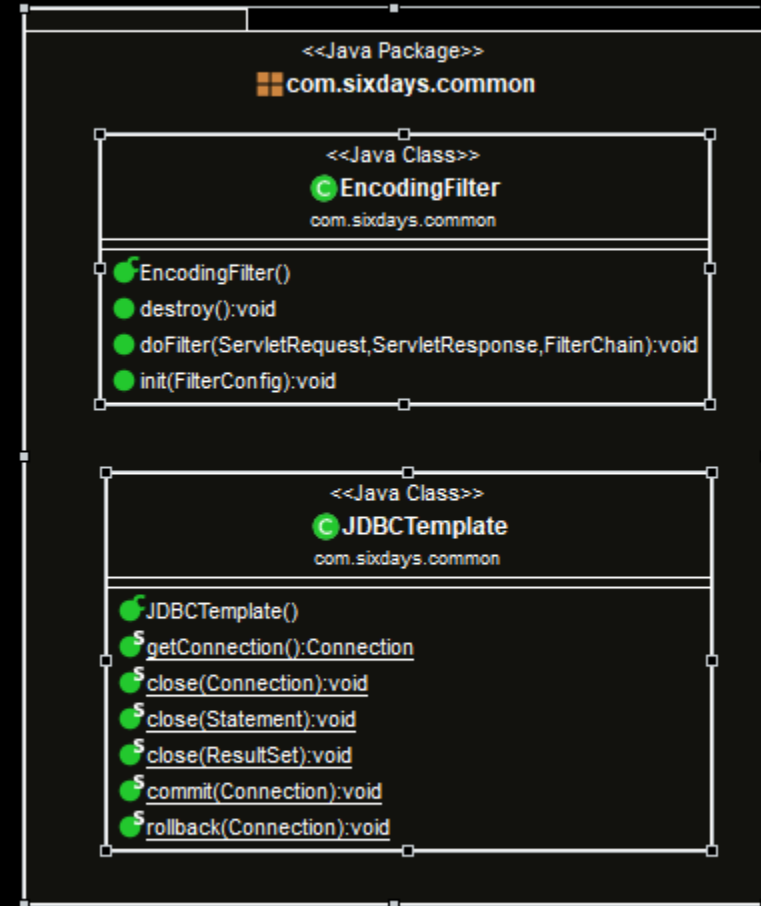 <<Java Package>>
com.sixdays.common
<<Java Class>>
C EncodingFilter
com.sixdays.common
C EncodingFilter()
destroy():void
doFilter(ServletRequest,ServletResponse,FilterChain):void
init(FilterConfig):void
<<Java Class>>
C JDBCTemplate
com.sixdays.common
C JDBCTemplate()
S getConnection():Connection
S close(Connection):void
S close(Statement):void
S close(ResultSet):void
S commit(Connection):void
S rollback(Connection):void